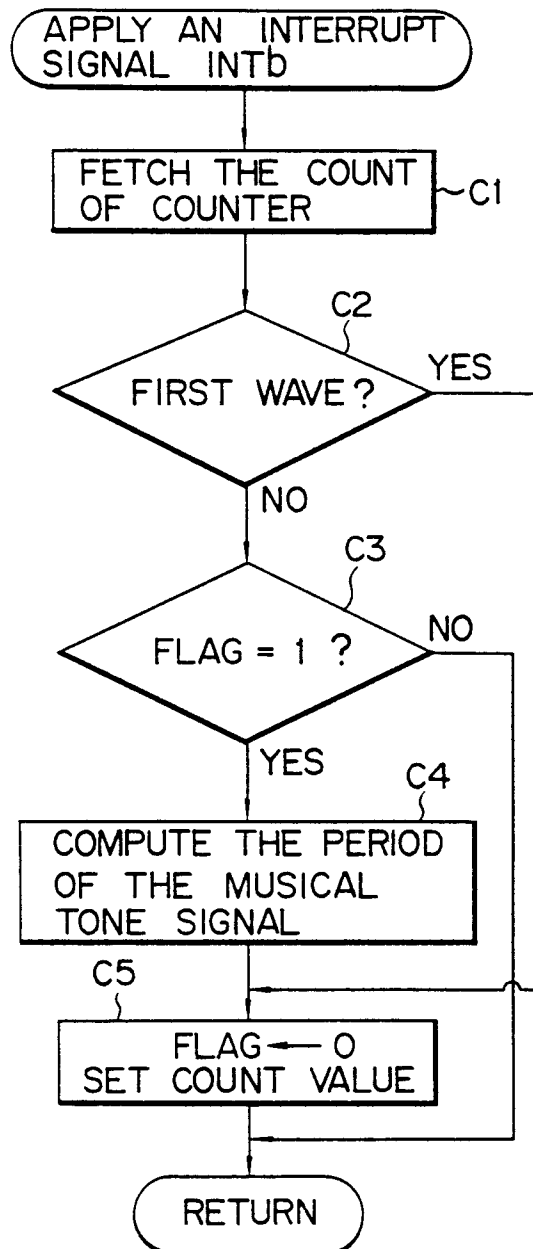 APPLY AN INTERRUPT
SIGNAL INTb
FETCH THE COUNT
OF COUNTER
C1
C2
FIRST WAVE?
YES
NO
C3
FLAG = 1 ?
NO
YES
C4
COMPUTE THE PERIOD
OF THE MUSICAL
TONE SIGNAL
C5
FLAG ← 0
SET COUNT VALUE
RETURN